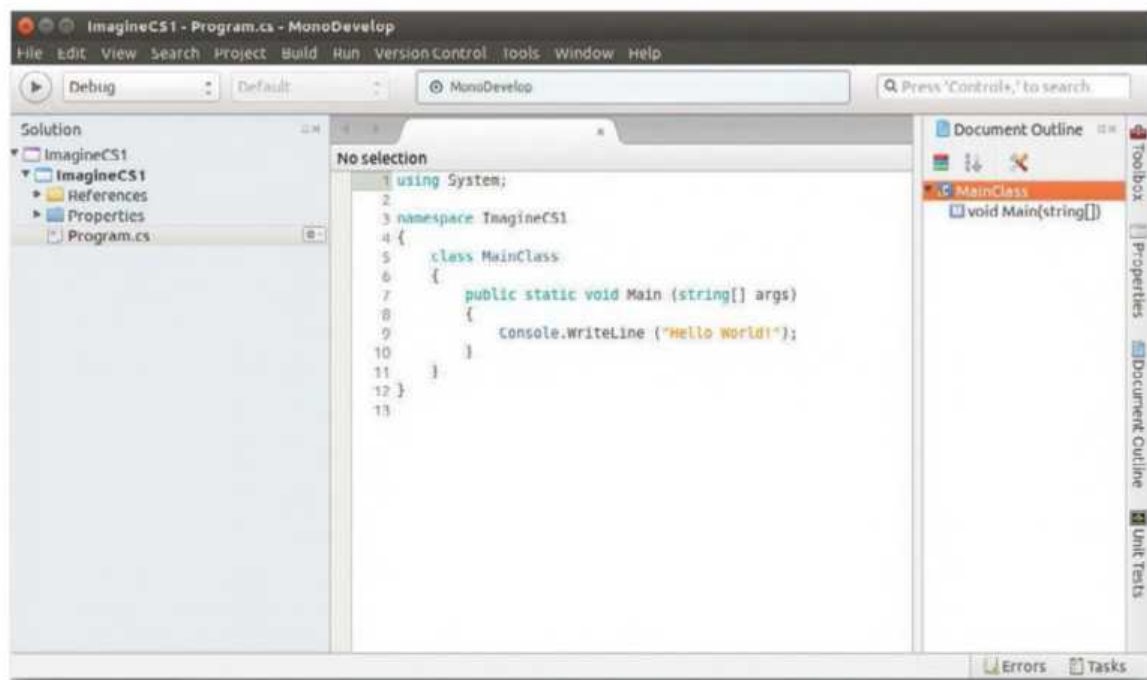 ImagineCS1 - Program.cs - MonoDevelop
File Edit View Search Project Build Run Version Control Tools Window Help
Debug Default MonoDevelop Press 'Control+,' to search
Solution
ImagineCS1
ImagineCS1
References
Properties
Program.cs
No selection
1 using System;
2
3 namespace ImagineCS1
4 {
5 class MainClass
6 {
7 public static void Main (string[] args)
8 {
9 Console.WriteLine ("Hello World!");
10 }
11 }
12 }
13
Document Outline
MainClass
void Main(string[])
Toolbox
Properties
Document Outline
Unit Tests
Errors Tasks